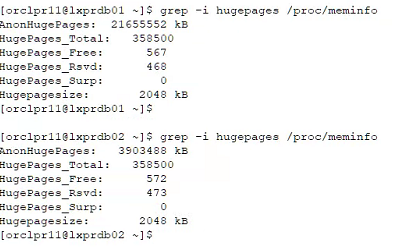 [orclpr11@lxprdb01 ~]$ grep -i hugepages /proc/meminfo
AnonHugePages:  21655552 kB
HugePages_Total:   358500
HugePages_Free:       567
HugePages_Rsvd:       468
HugePages_Surp:         0
Hugepagesize:       2048 kB
[orclpr11@lxprdb01 ~]$
[orclpr11@lxprdb02 ~]$ grep -i hugepages /proc/meminfo
AnonHugePages:   3903488 kB
HugePages_Total:   358500
HugePages_Free:       572
HugePages_Rsvd:       473
HugePages_Surp:         0
Hugepagesize:       2048 kB
[orclpr11@lxprdb02 ~]$